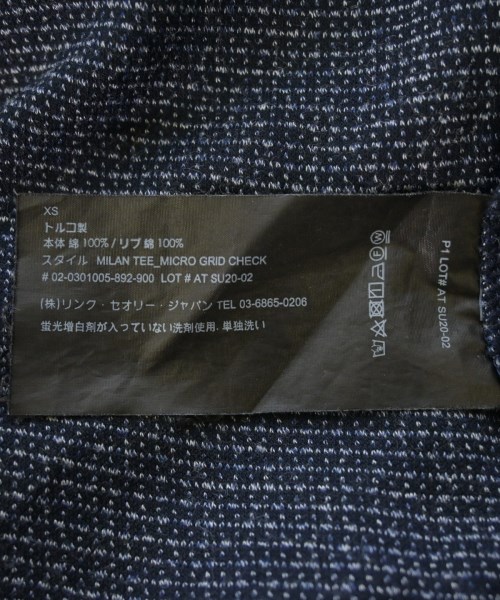 XS
トルコ製
本体 綿 100% / リブ 綿 100%
スタイル MILAN TEE_MICRO GRID CHECK
# 02-0301005-892-900 LOT # AT SU20-02
(株)リンク・セオリー・ジャパン TEL 03-6865-0206
蛍光増白剤が入っていない洗剤使用. 単独洗い
P1 LOT# AT SU20-02